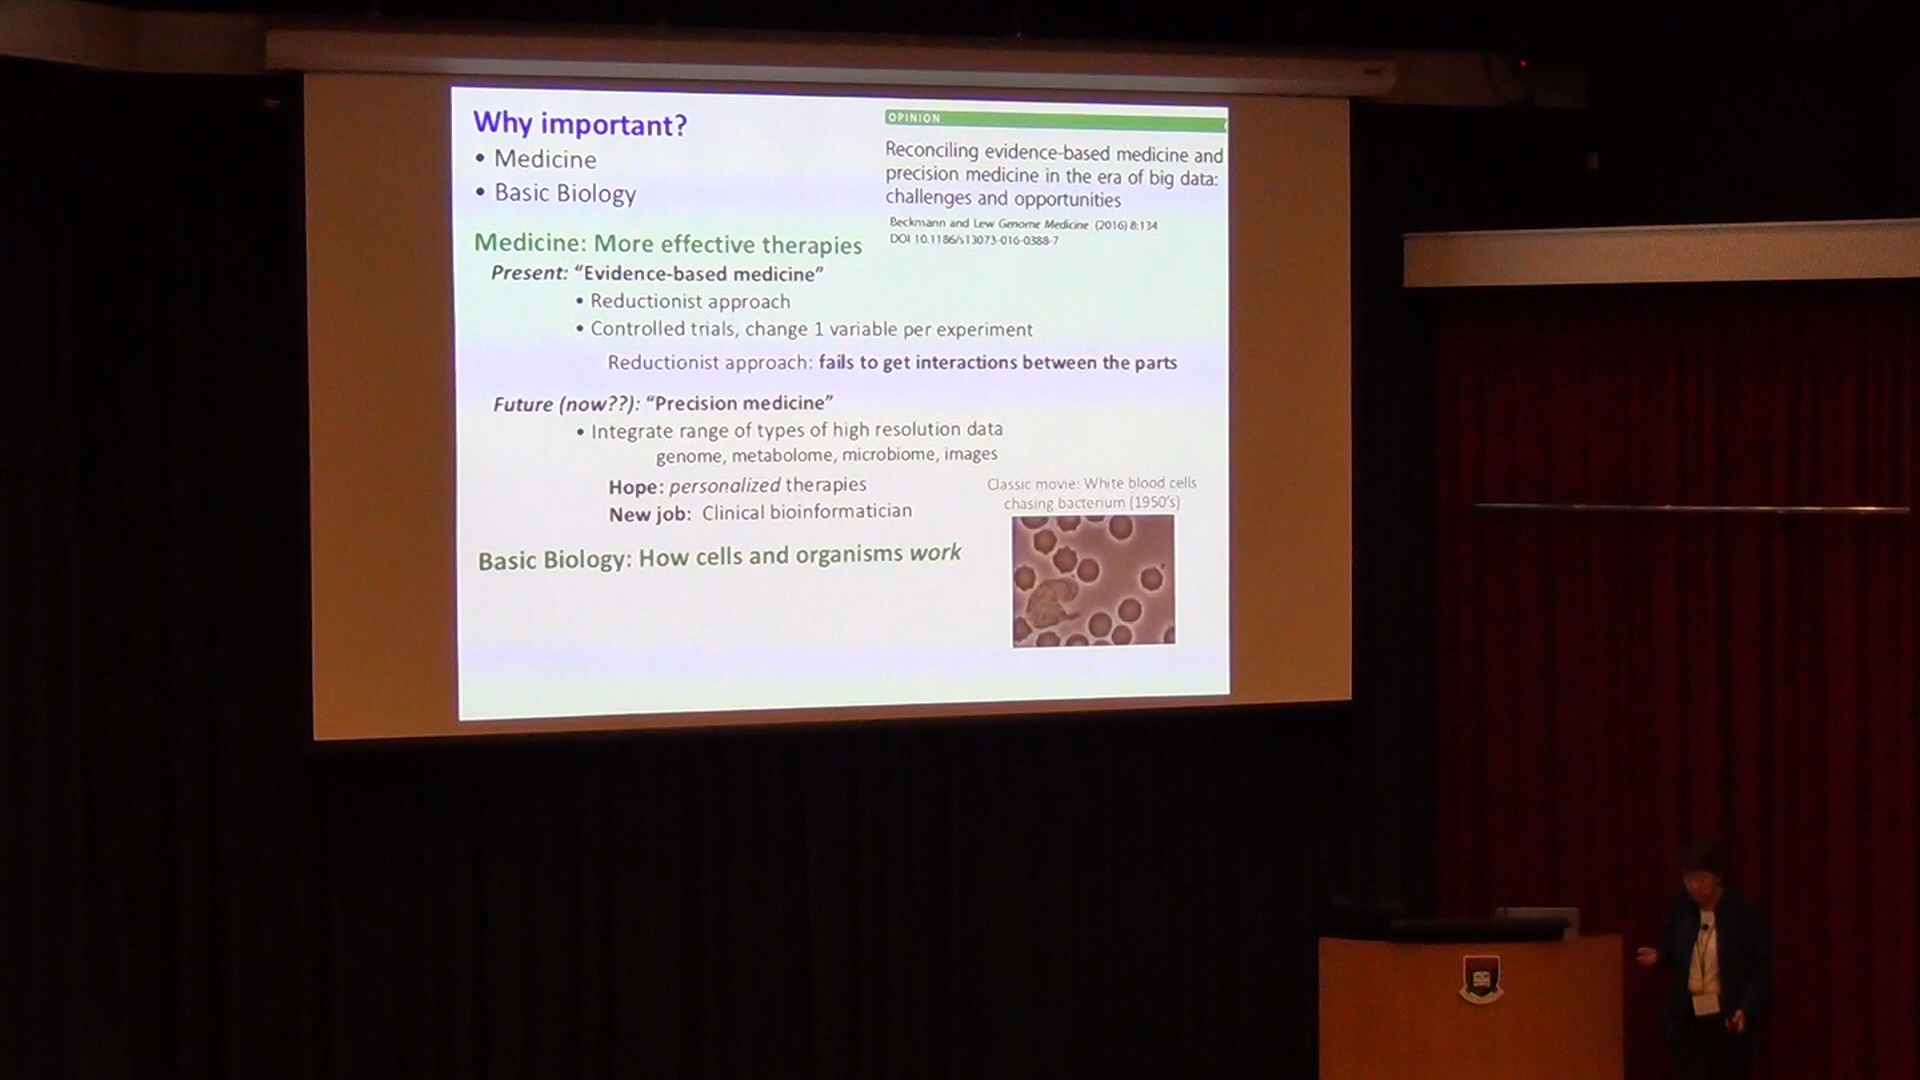 Why important?
• Medicine
• Basic Biology
OPINION
Reconciling evidence-based medicine and
precision medicine in the era of big data:
challenges and opportunities
Beckmann and Lew Genome Medicine (2016) 8:134
DOI 10.1186/s13073-016-0388-7
Medicine: More effective therapies
Present: “Evidence-based medicine”
• Reductionist approach
• Controlled trials, change 1 variable per experiment
Reductionist approach: fails to get interactions between the parts
Future (now??): “Precision medicine”
• Integrate range of types of high resolution data
genome, metabolome, microbiome, images
Hope: personalized therapies
New job: Clinical bioinformatician
Classic movie: White blood cells
chasing bacterium (1950’s)
Basic Biology: How cells and organisms work